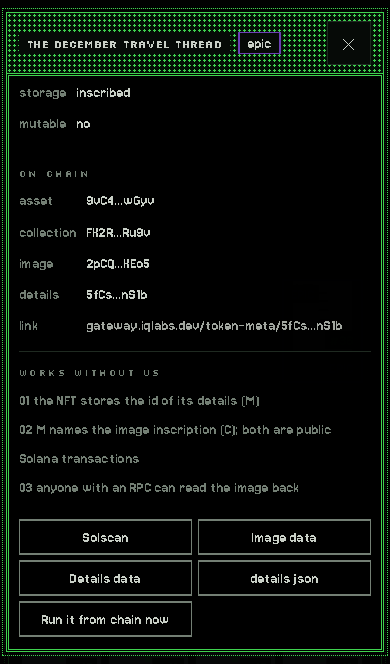 THE DECEMBER TRAVEL THREAD epic
storage inscribed
mutable no
ON CHAIN
asset 9vC4...wGyv
collection FH2R...Ru9v
image 2pCQ...HEo5
details 5fCs...nS1b
link gateway.iqlabs.dev/token-meta/5fCs...nS1b
WORKS WITHOUT US
01 the NFT stores the id of its details (M)
02 M names the image inscription (C); both are public
Solana transactions
03 anyone with an RPC can read the image back
Solscan Image data
Details data details json
Run it from chain now